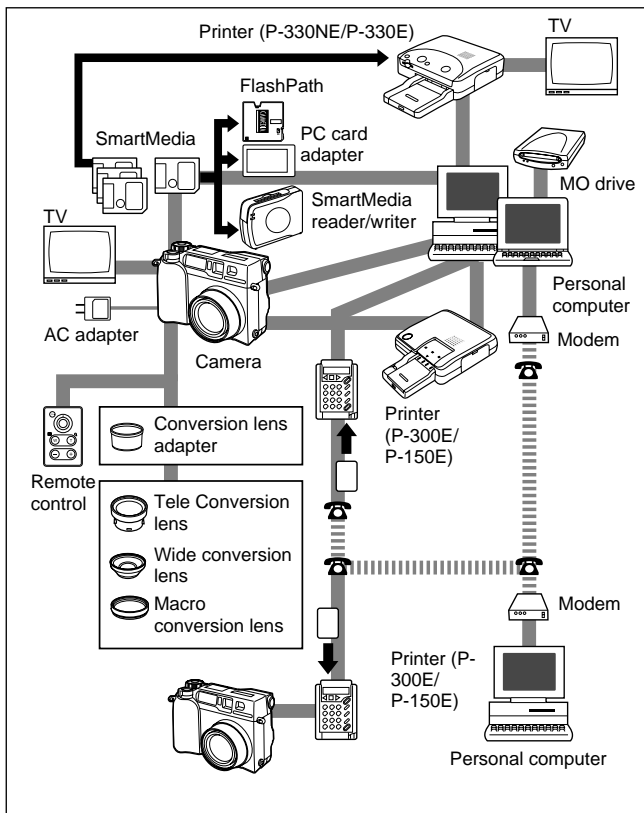 Printer (P-330NE/P-330E)
TV
FlashPath
SmartMedia
PC card
adapter
MO drive
SmartMedia
reader/writer
TV
Personal
computer
AC adapter
Camera
Modem
Printer
(P-300E/
P-150E)
Conversion lens
adapter
Remote
control
Tele Conversion
lens
Wide conversion
lens
Macro
conversion lens
Modem
Printer (P-
300E/
P-150E)
Personal computer